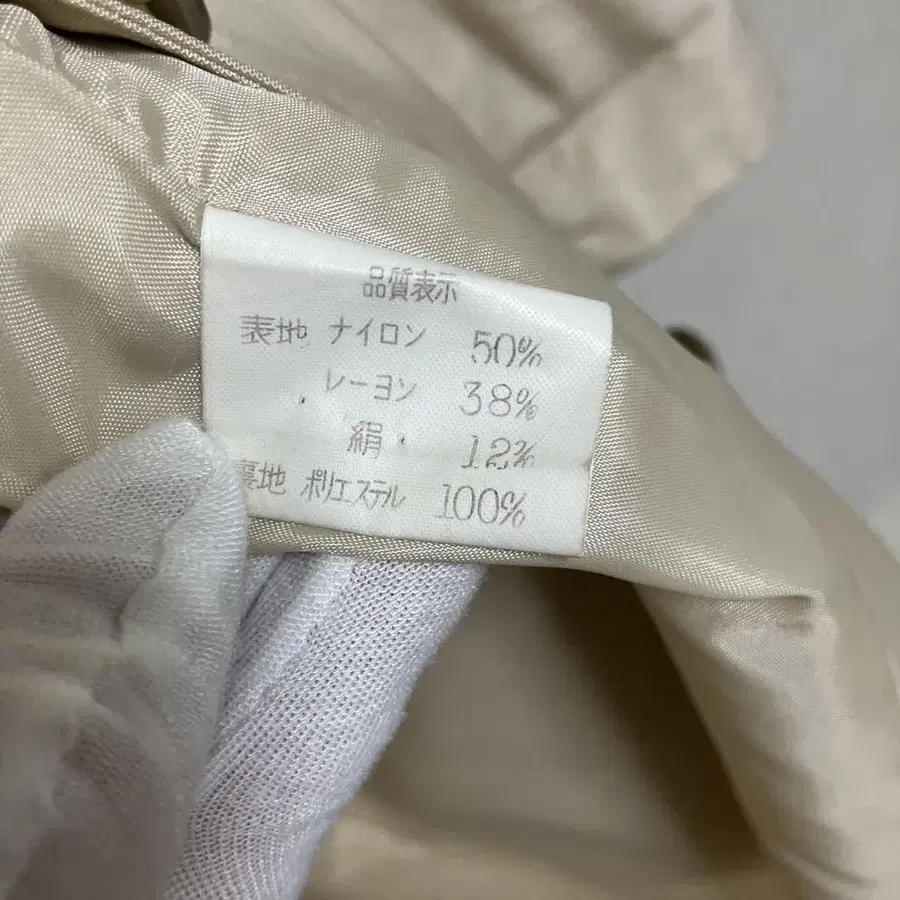 品質表示
表地 ナイロン 50%
レーヨン 38%
絹 12%
裏地 ポリエステル 100%